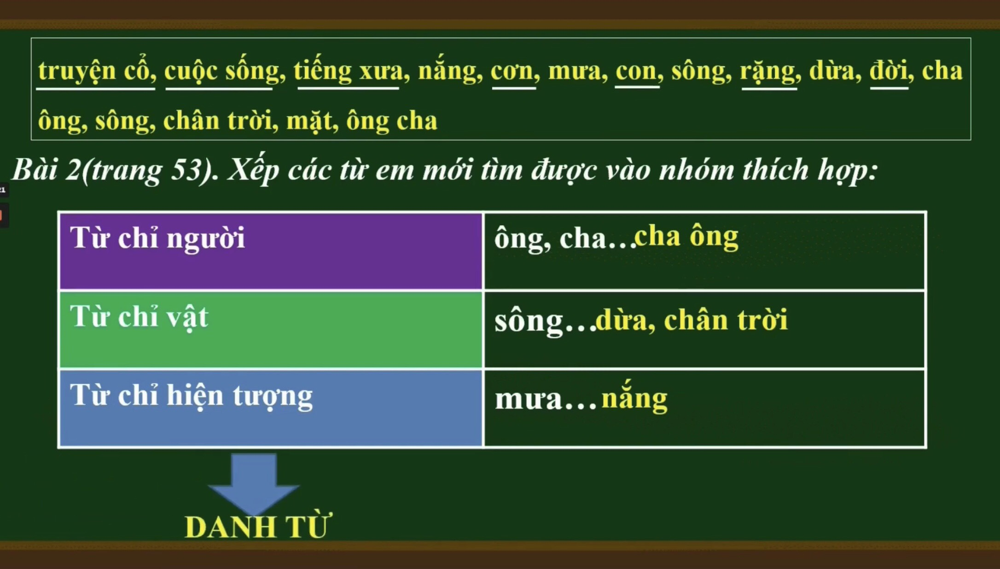 truyện cổ, cuộc sống, tiếng xưa, nắng, cơn, mưa, con, sông, rặng, dừa, đời, cha
ông, sông, chân trời, mặt, ông cha
Bài 2(trang 53). Xếp các từ em mới tìm được vào nhóm thích hợp:
21
Từ chỉ người
ông, cha...cha ông
Từ chỉ vật
sông...dừa, chân trời
Từ chỉ hiện tượng
mưa...nắng
DANH TỪ